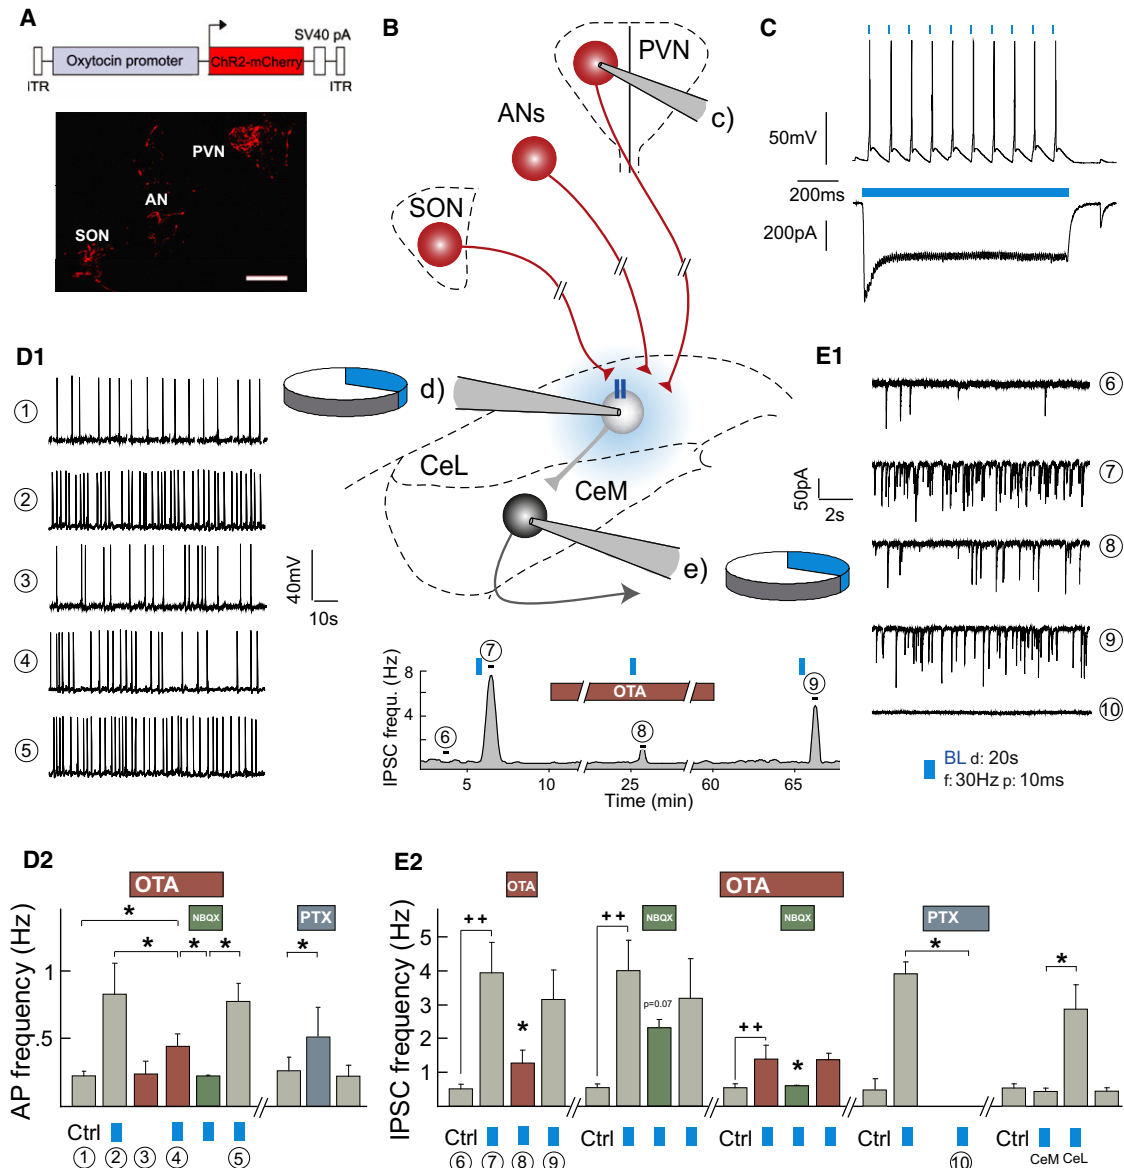 A
SV40 pA
Oxytocin promoter
ChR2-mCherry
ITR
ITR
PVN
AN
SON
B
PVN
c)
ANs
SON
d)
CeL
CeM
e)
C
50mV
200ms
200pA
D1
1
2
3
4
5
40mV
10s
E1
6
7
8
9
10
50pA
2s
BL d: 20s
f: 30Hz p: 10ms
IPSC frequ. (Hz)
8
4
6
7
8
9
OTA
5
10
25
60
65
Time (min)
D2
OTA
NBQX
PTX
* * * * *
AP frequency (Hz)
1
.5
Ctrl
1 2 3 4 5
E2
OTA
NBQX
OTA
NBQX
PTX
++ ++ ++ * * * *
p=0.07
IPSC frequency (Hz)
5
4
3
2
1
Ctrl Ctrl Ctrl Ctrl Ctrl
CeM CeL
6 7 8 9 10